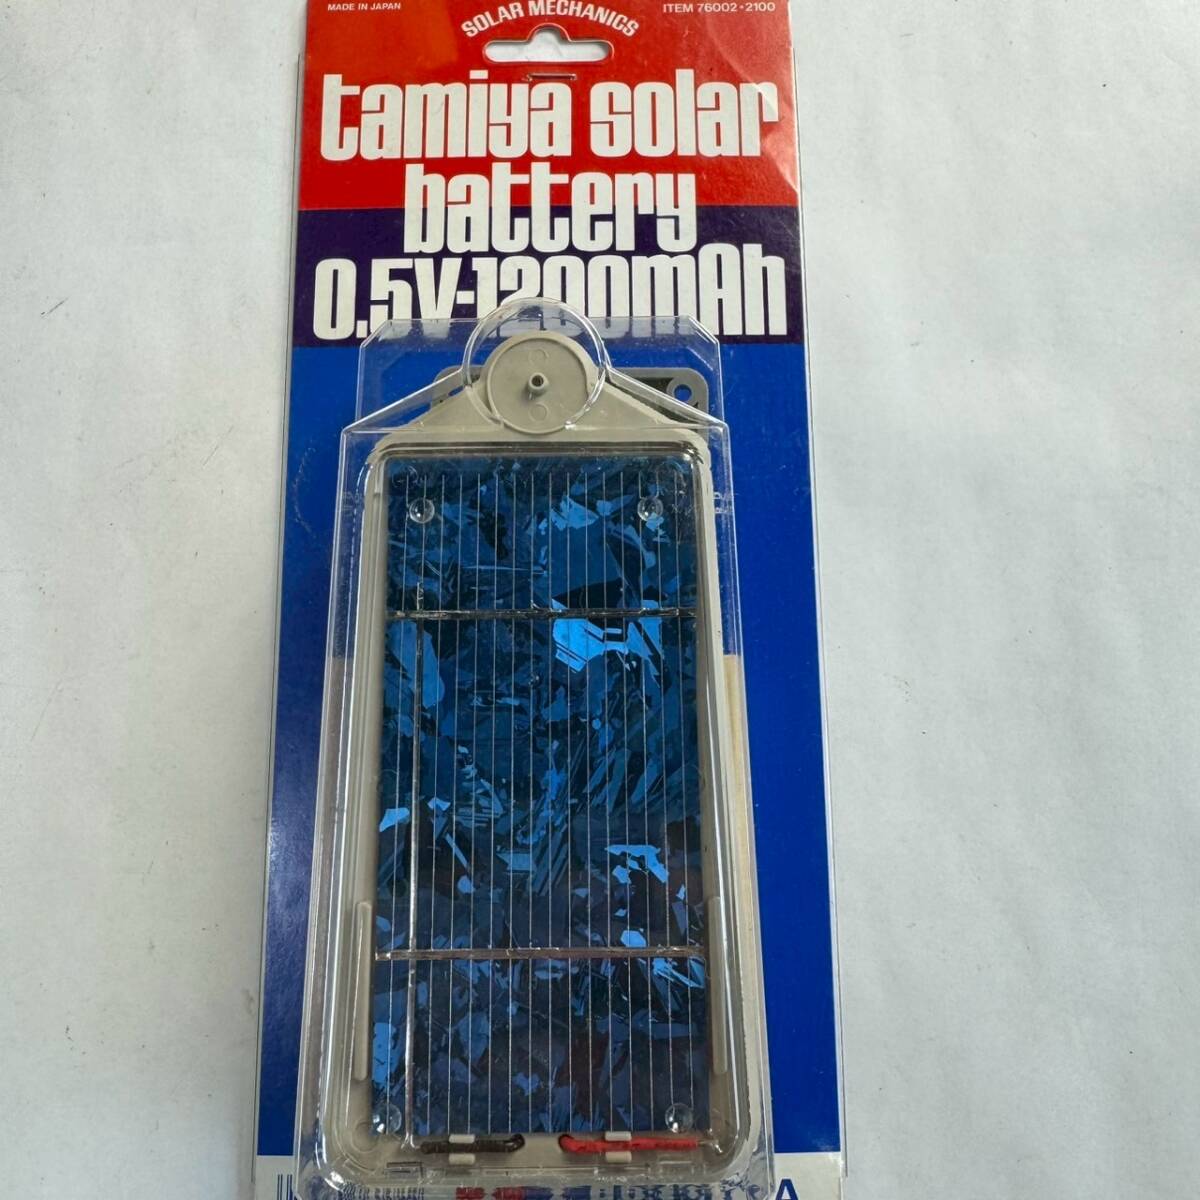 MADE IN JAPAN
SOLAR MECHANICS
ITEM 76002•2100
tamiya solar
battery
0.5V-1200mAh